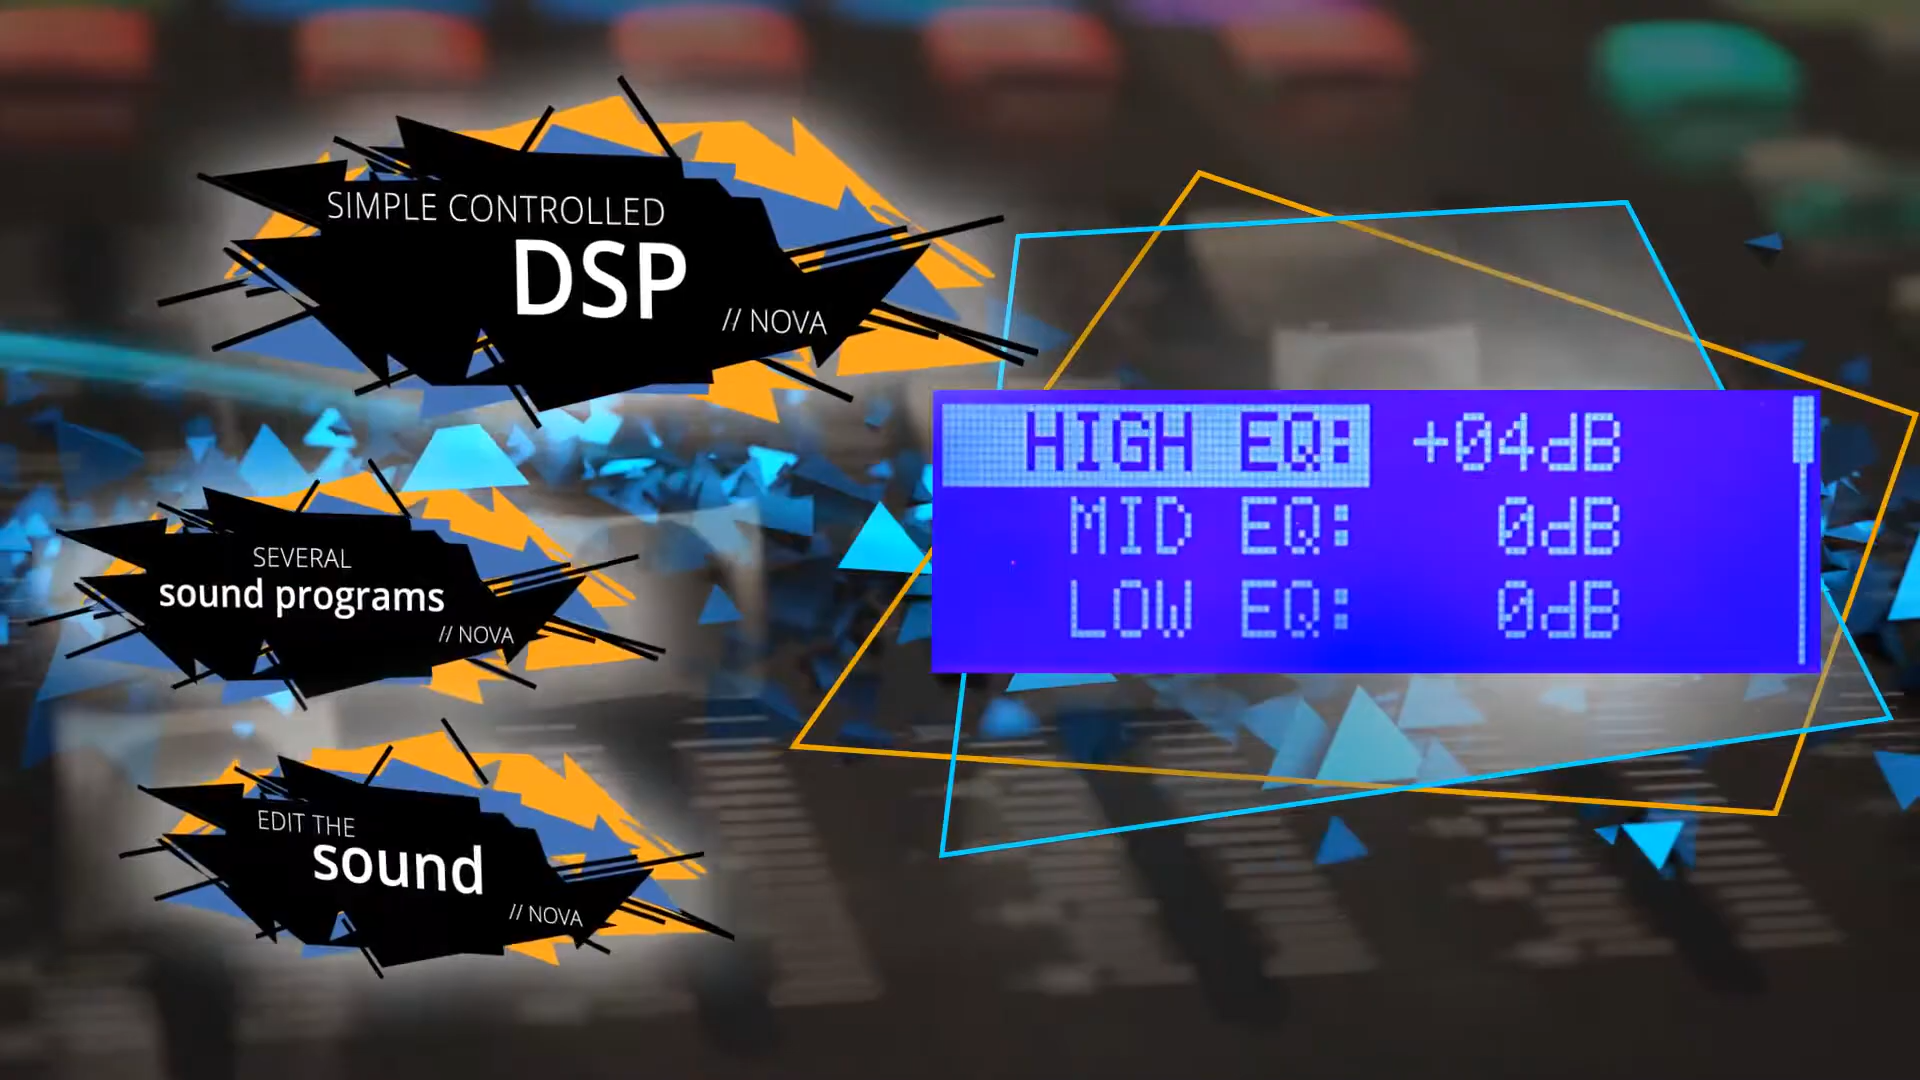 SIMPLE CONTROLLED
DSP
// NOVA
SEVERAL
sound programs
// NOVA
EDIT THE
sound
// NOVA
HIGH EQ: +04dB
MID EQ: 0dB
LOW EQ: 0dB